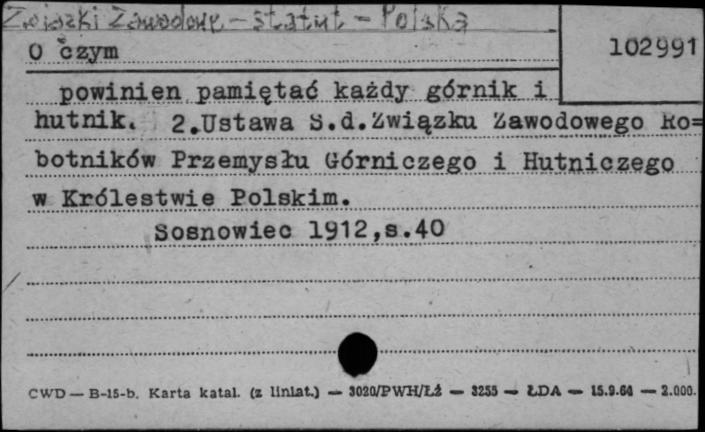 Związki Zawodowe - statut - Polska
O czym
102991
powinien pamiętać każdy górnik i
hutnik. 2.Ustawa S.d.Związku Zawodowego Ro=
botników Przemysłu Górniczego i Hutniczego
w Królestwie Polskim.
Sosnowiec 1912,s.40
CWD — B-15-b. Karta katal. (z liniat.) — 3020/PWH/Łź — 3255 — ŁDA — 15.9.64 — 2.000.